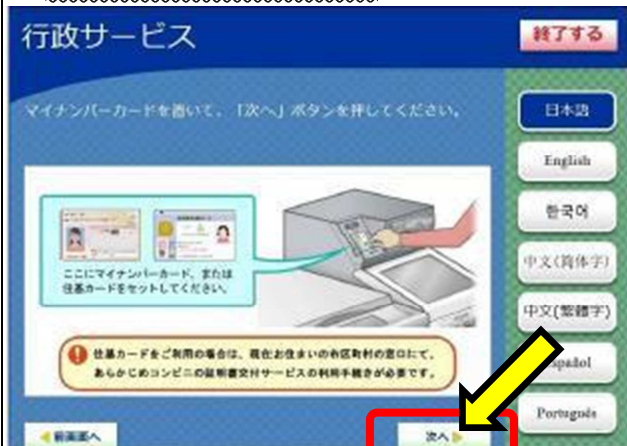 行政サービス
終了する
マイナンバーカードを置いて、「次へ」ボタンを押してください。
日本語
English
한국어
中文(简体字)
中文(繁體字)
ここにマイナンバーカード、または
住基カードをセットしてください。
住基カードをご利用の場合は、現在お住まいの市区町村の窓口にて、
あらかじめコンビニの証明書交付サービスの利用手続きが必要です。
Português
前画面へ
次へ